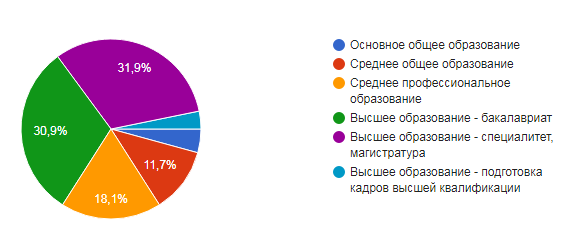 31,9%
30,9%
11,7%
18,1%
Основное общее образование
Среднее общее образование
Среднее профессиональное
образование
Высшее образование - бакалавриат
Высшее образование - специалитет,
магистратура
Высшее образование - подготовка
кадров высшей квалификации